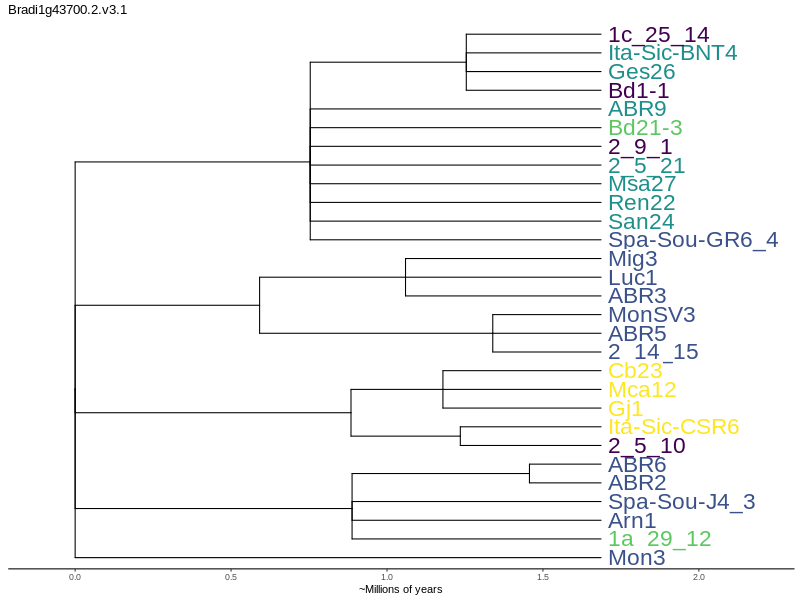 Bradi1g43700.2.v3.1
1c_25_14
Ita-Sic-BNT4
Ges26
Bd1-1
ABR9
Bd21-3
2_9_1
2_5_21
Msa27
Ren22
San24
Spa-Sou-GR6_4
Mig3
Luc1
ABR3
MonSV3
ABR5
2_14_15
Cb23
Mca12
Gj1
Ita-Sic-CSR6
2_5_10
ABR6
ABR2
Spa-Sou-J4_3
Arn1
1a_29_12
Mon3
0.0 0.5 1.0 1.5 2.0
~Millions of years